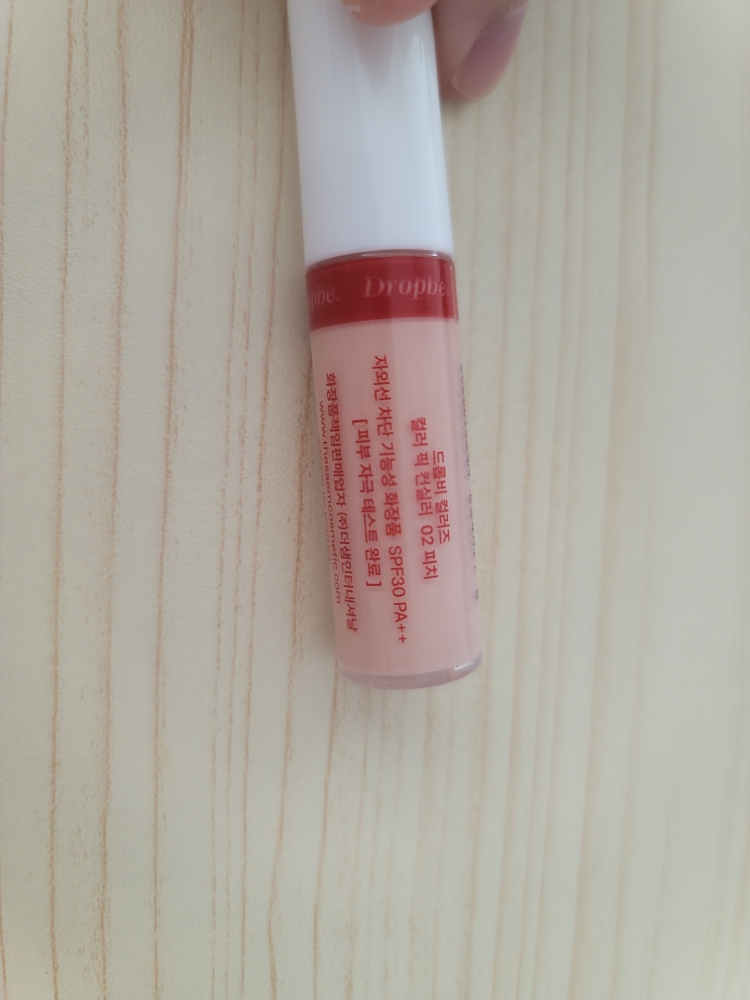 Dropbe.
드롭비 컬러즈
컬러 픽 컨실러 02 피치
자외선 차단 기능성 화장품 SPF30 PA++
[ 피부 자극 테스트 완료 ]
화장품책임판매업자 (주)더샘인터내셔날
www.thesaemcosmetic.com